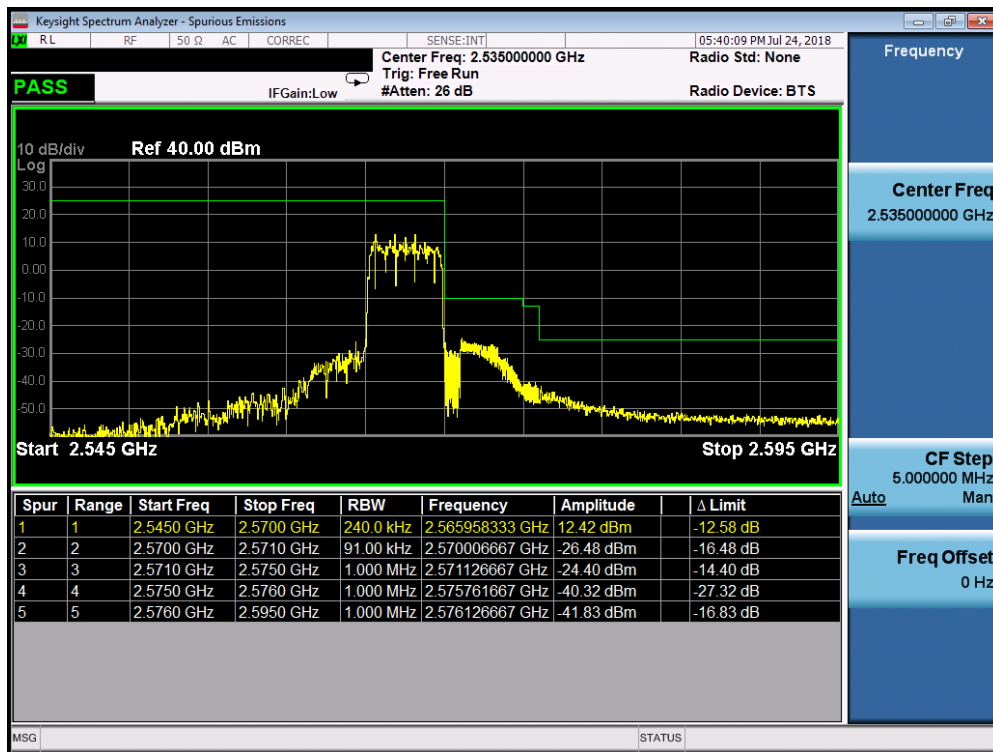 Keysight Spectrum Analyzer - Spurious Emissions
LXI RL RF 50 Ω AC CORREC SENSE:INT 05:40:09 PM Jul 24, 2018
Center Freq: 2.535000000 GHz Radio Std: None
Trig: Free Run
PASS IFGain:Low #Atten: 26 dB Radio Device: BTS
10 dB/div Ref 40.00 dBm
Log
30.0
20.0
10.0
0.00
-10.0
-20.0
-30.0
-40.0
-50.0
Start 2.545 GHz Stop 2.595 GHz
Spur Range Start Freq Stop Freq RBW Frequency Amplitude Δ Limit
1 1 2.5450 GHz 2.5700 GHz 240.0 kHz 2.565958333 GHz 12.42 dBm -12.58 dB
2 2 2.5700 GHz 2.5710 GHz 91.00 kHz 2.570006667 GHz -26.48 dBm -16.48 dB
3 3 2.5710 GHz 2.5750 GHz 1.000 MHz 2.571126667 GHz -24.40 dBm -14.40 dB
4 4 2.5750 GHz 2.5760 GHz 1.000 MHz 2.575761667 GHz -40.32 dBm -27.32 dB
5 5 2.5760 GHz 2.5950 GHz 1.000 MHz 2.576126667 GHz -41.83 dBm -16.83 dB
Frequency
Center Freq
2.535000000 GHz
CF Step
5.000000 MHz
Auto Man
Freq Offset
0 Hz
MSG STATUS